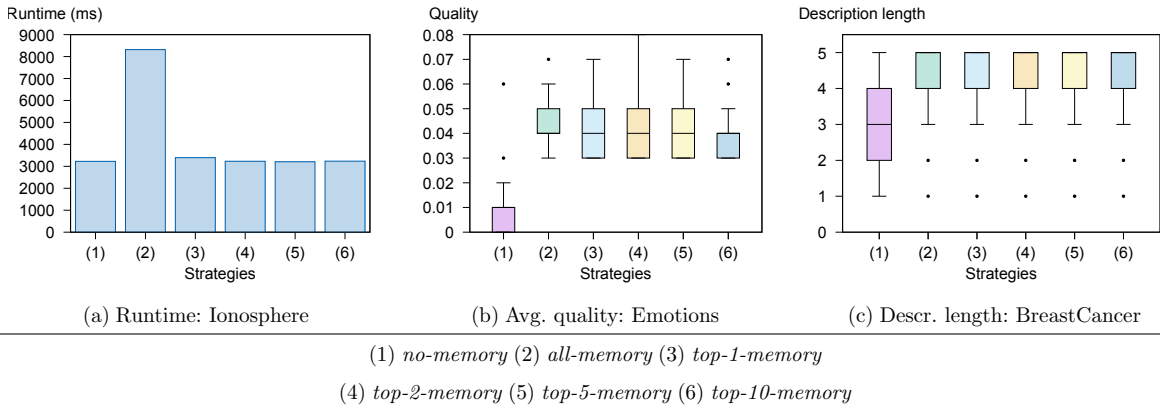 Runtime (ms)
9000
8000
7000
6000
5000
4000
3000
2000
1000
0
(1) (2) (3) (4) (5) (6)
Strategies
(a) Runtime: Ionosphere
Quality
0.08
0.07
0.06
0.05
0.04
0.03
0.02
0.01
0
(1) (2) (3) (4) (5) (6)
Strategies
(b) Avg. quality: Emotions
Description length
5
4
3
2
1
0
(1) (2) (3) (4) (5) (6)
Strategies
(c) Descr. length: BreastCancer
(1) no-memory (2) all-memory (3) top-1-memory
(4) top-2-memory (5) top-5-memory (6) top-10-memory